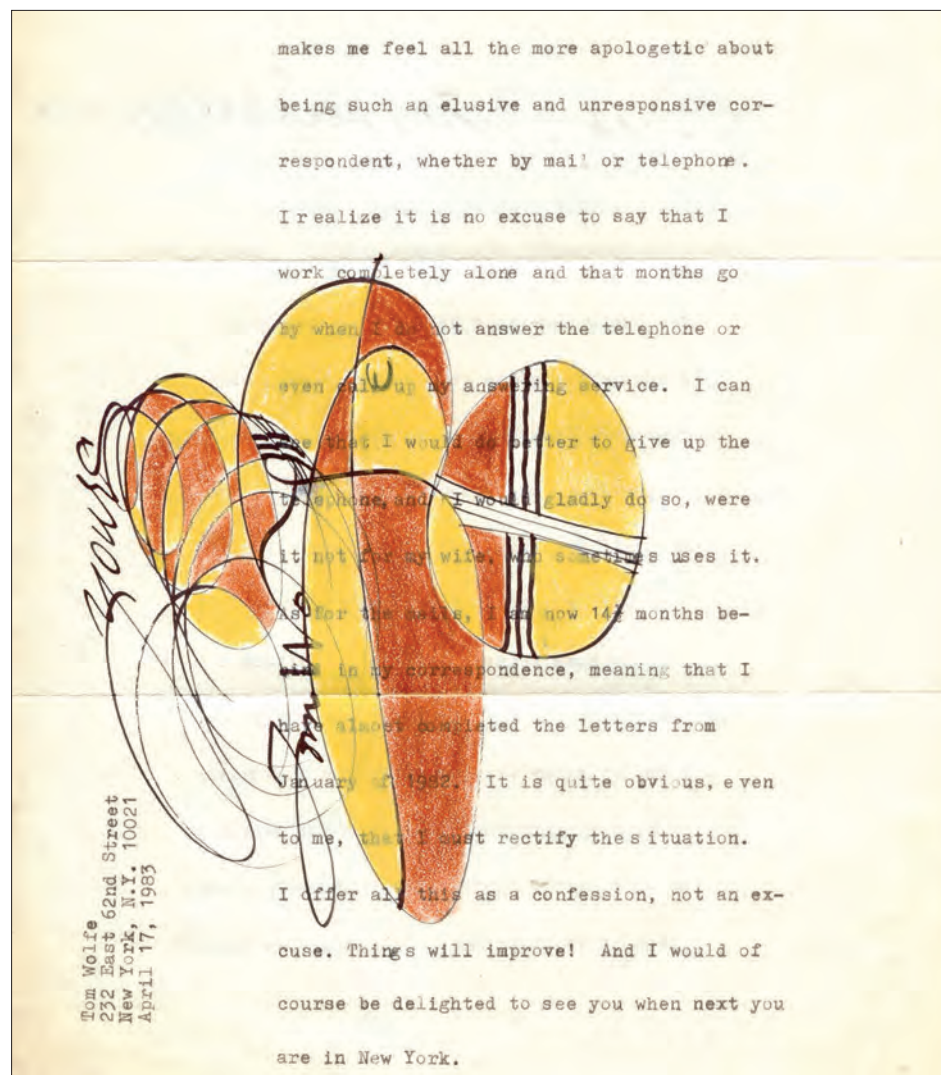 makes me feel all the more apologetic about
being such an elusive and unresponsive cor-
respondent, whether by mail or telephone.
I realize it is no excuse to say that I
work completely alone and that months go
by when I do not answer the telephone or
even call up my answering service. I can
see that I would do better to give up the
telephone, and I would gladly do so, were
it not for my wife, who sometimes uses it.
As for the mails, I am now 14½ months be-
hind in my correspondence, meaning that I
have almost completed the letters from
January of 1982. It is quite obvious, even
to me, that I must rectify the situation.
I offer all this as a confession, not an ex-
cuse. Things will improve! And I would of
course be delighted to see you when next you
are in New York.
Yours
Tom Wolfe
Tom Wolfe
232 East 62nd Street
New York, N.Y. 10021
April 17, 1983